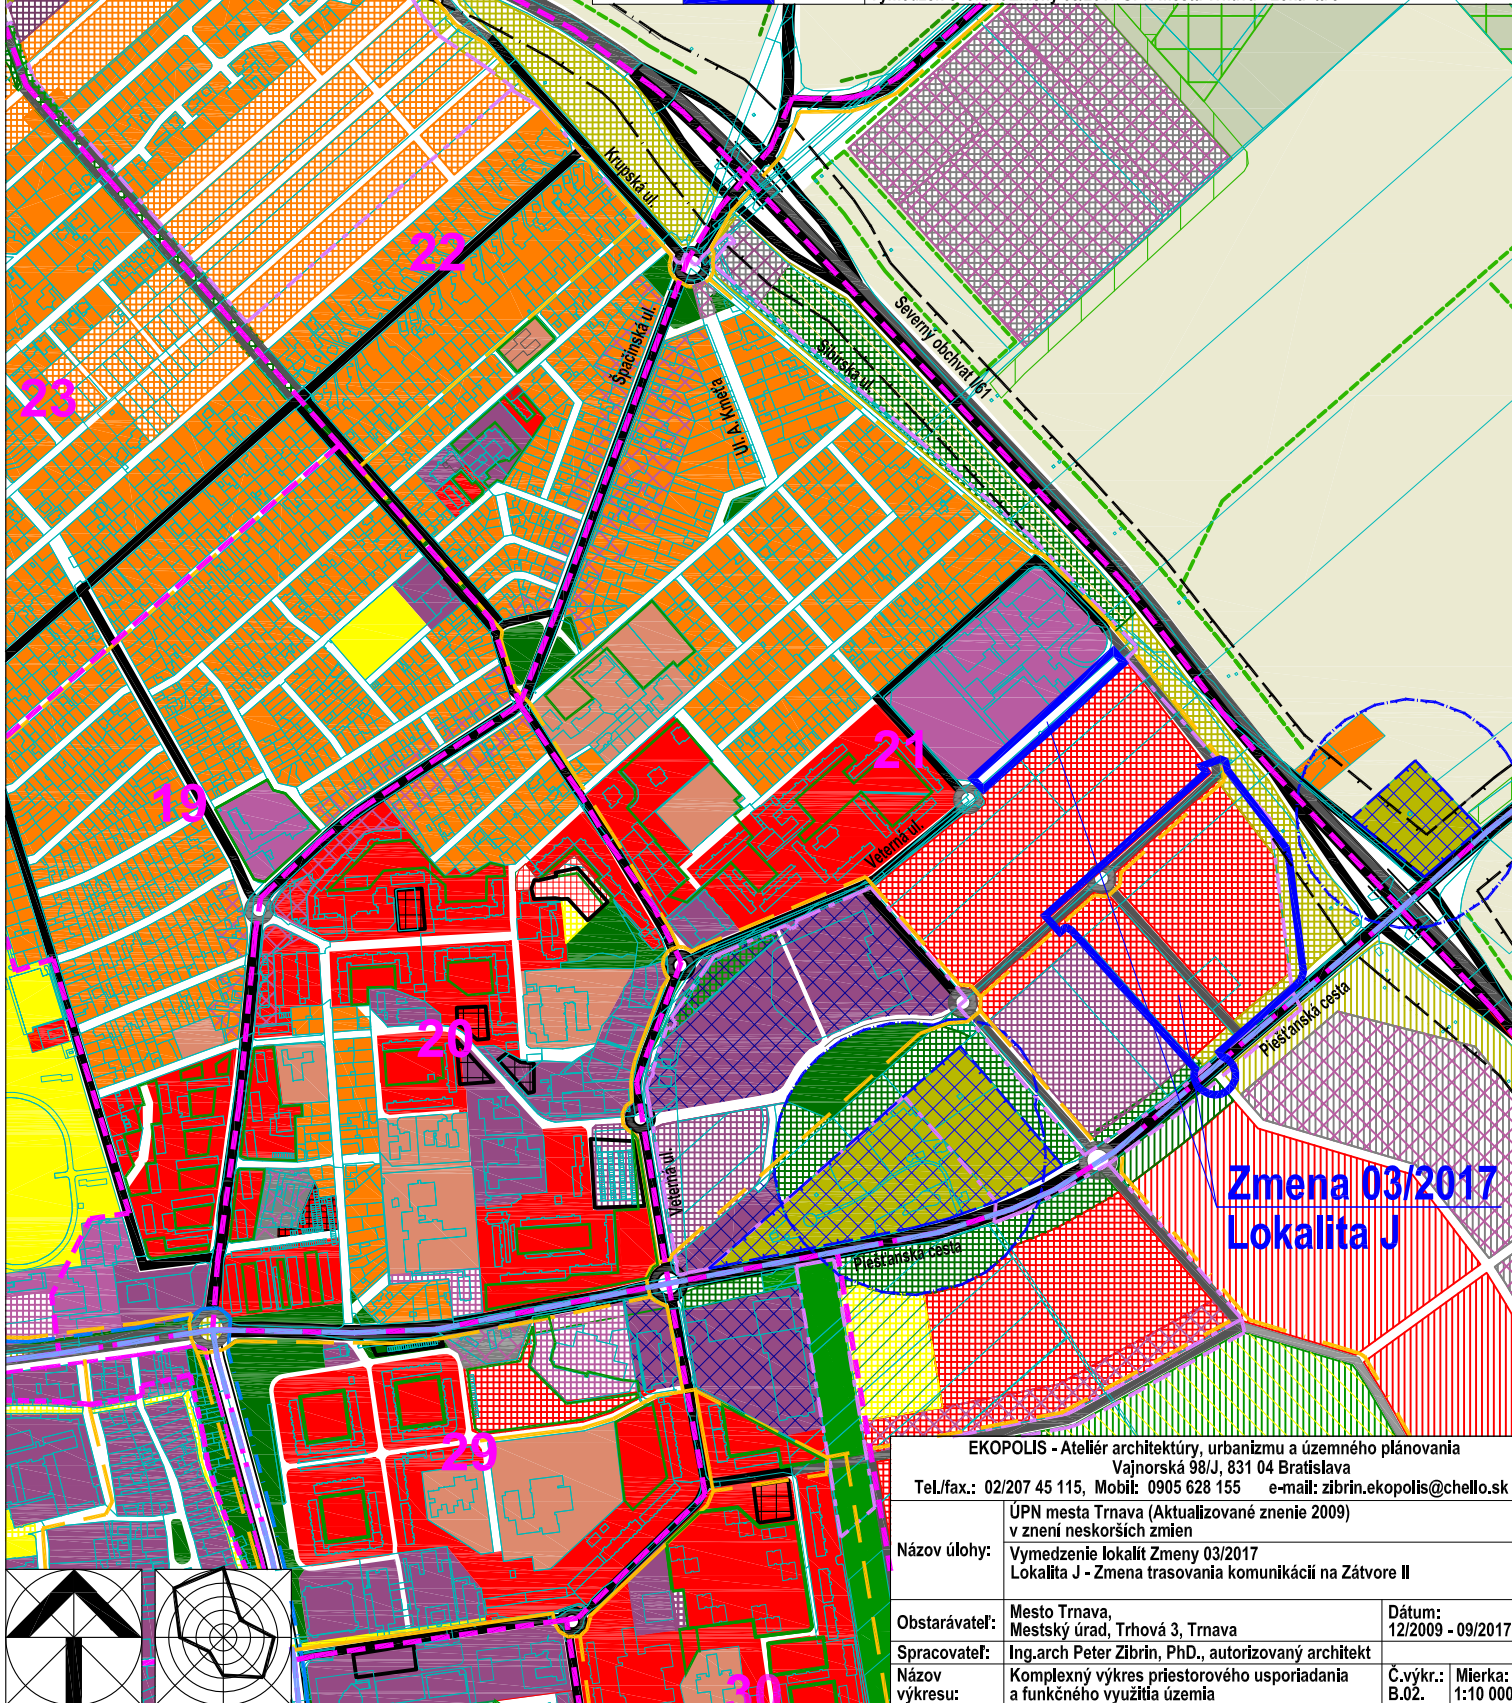 Krupská ul.
22
Špačinská ul.
Severný obchvat I/61
Sibírska ul.
23
Ul. A. Kmeťa
21
19
Veterná ul.
20
Piešťanská cesta
Veterná ul.
Zmena 03/2017
Lokalita J
Piešťanská cesta
29
30
EKOPOLIS - Ateliér architektúry, urbanizmu a územného plánovania
Vajnorská 98/J, 831 04 Bratislava
Tel./fax.: 02/207 45 115, Mobil: 0905 628 155 e-mail: zibrin.ekopolis@chello.sk
Názov úlohy:
ÚPN mesta Trnava (Aktualizované znenie 2009)
v znení neskorších zmien
Vymedzenie lokalít Zmeny 03/2017
Lokalita J - Zmena trasovania komunikácií na Zátvore II
Obstarávateľ:
Mesto Trnava,
Mestský úrad, Trhová 3, Trnava
Dátum:
12/2009 - 09/2017
Spracovateľ:
Ing.arch Peter Zibrin, PhD., autorizovaný architekt
Názov
výkresu:
Komplexný výkres priestorového usporiadania
a funkčného využitia územia
Č.výkr.:
B.02.
Mierka:
1:10 000